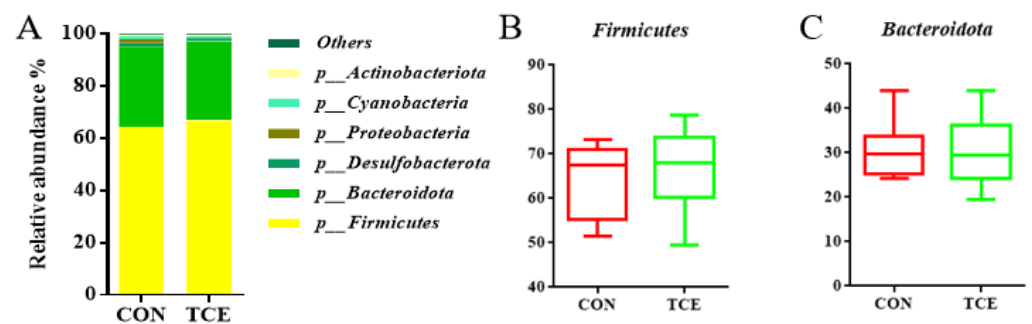 A
Relative abundance %
100
80
60
40
20
0
CON TCE
Others
p__Actinobacteriota
p__Cyanobacteria
p__Proteobacteria
p__Desulfobacterota
p__Bacteroidota
p__Firmicutes
B
Firmicutes
90
80
70
60
50
40
CON TCE
C
Bacteroidota
50
40
30
20
10
0
CON TCE